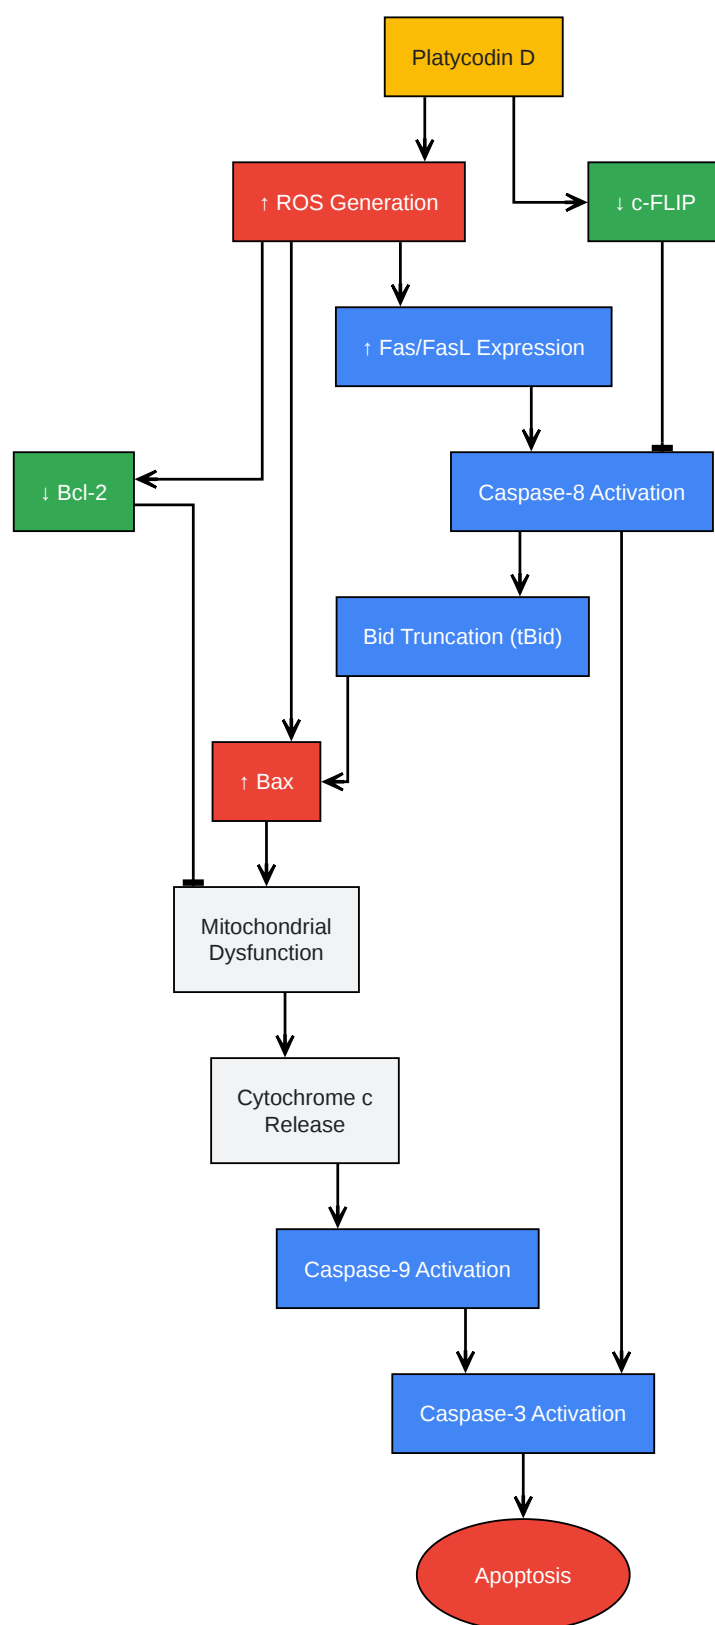 Platycodin D
↑ ROS Generation
↓ c-FLIP
↑ Fas/FasL Expression
↓ Bcl-2
Caspase-8 Activation
Bid Truncation (tBid)
↑ Bax
Mitochondrial
Dysfunction
Cytochrome c
Release
Caspase-9 Activation
Caspase-3 Activation
Apoptosis